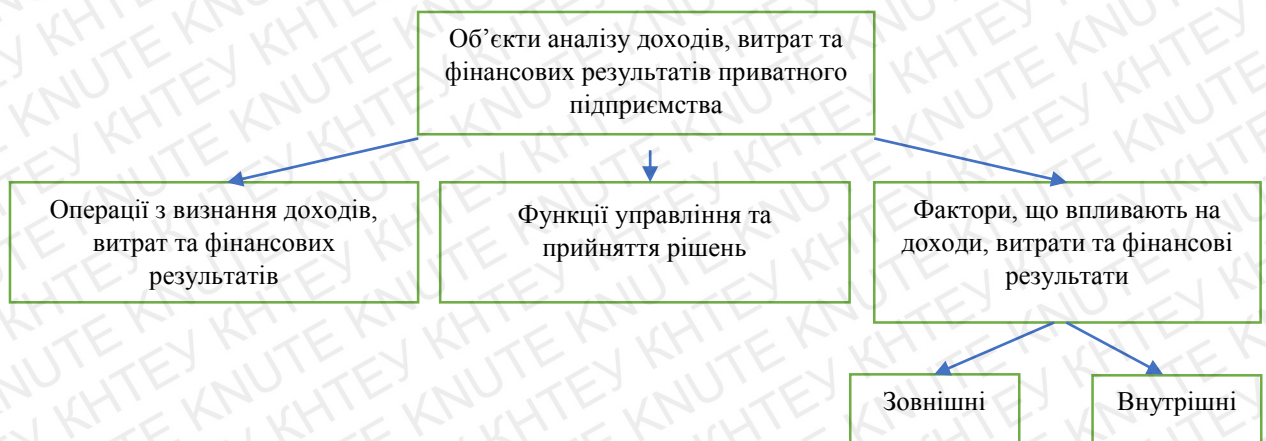 Об’єкти аналізу доходів, витрат та
фінансових результатів приватного
підприємства
Операції з визнання доходів,
витрат та фінансових
результатів
Функції управління та
прийняття рішень
Фактори, що впливають на
доходи, витрати та фінансові
результати
Зовнішні
Внутрішні